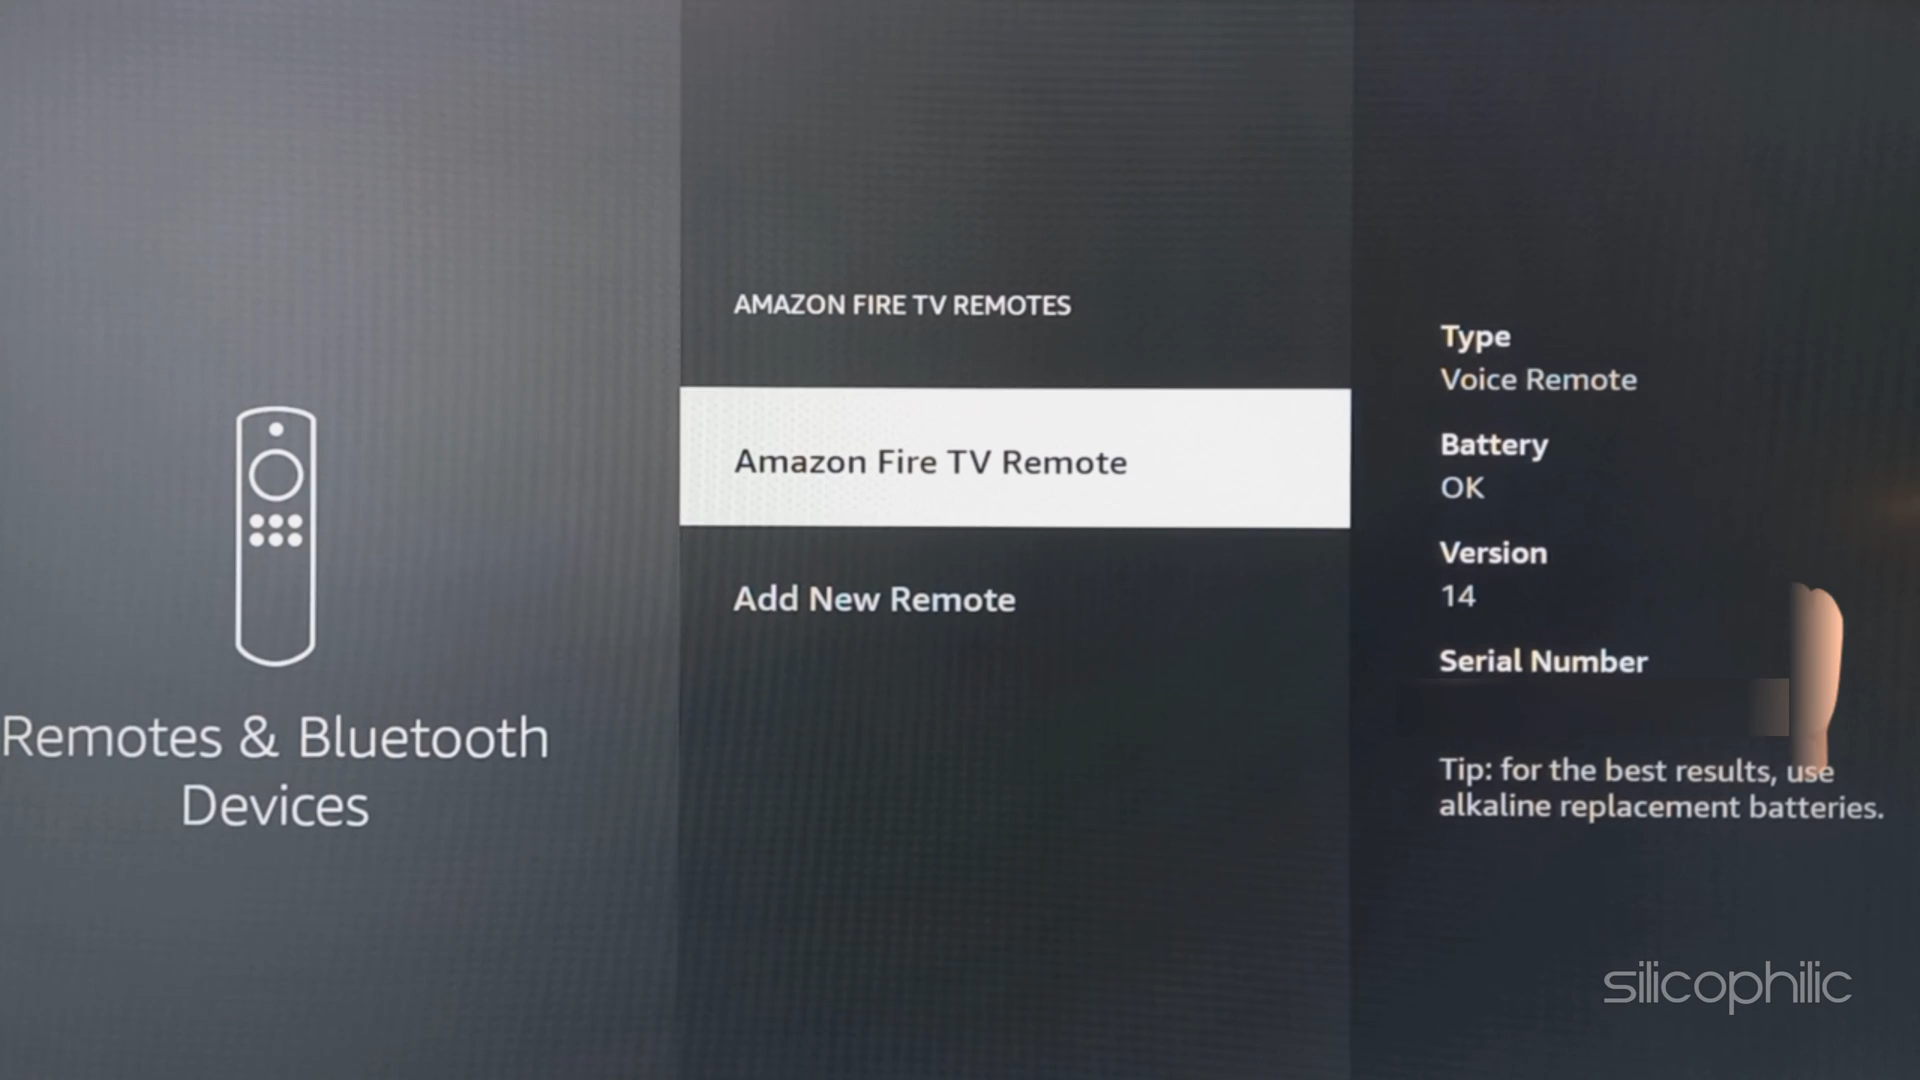 Remotes & Bluetooth
Devices
AMAZON FIRE TV REMOTES
Amazon Fire TV Remote
Add New Remote
Type
Voice Remote
Battery
OK
Version
14
Serial Number
Tip: for the best results, use
alkaline replacement batteries.
silicophilic